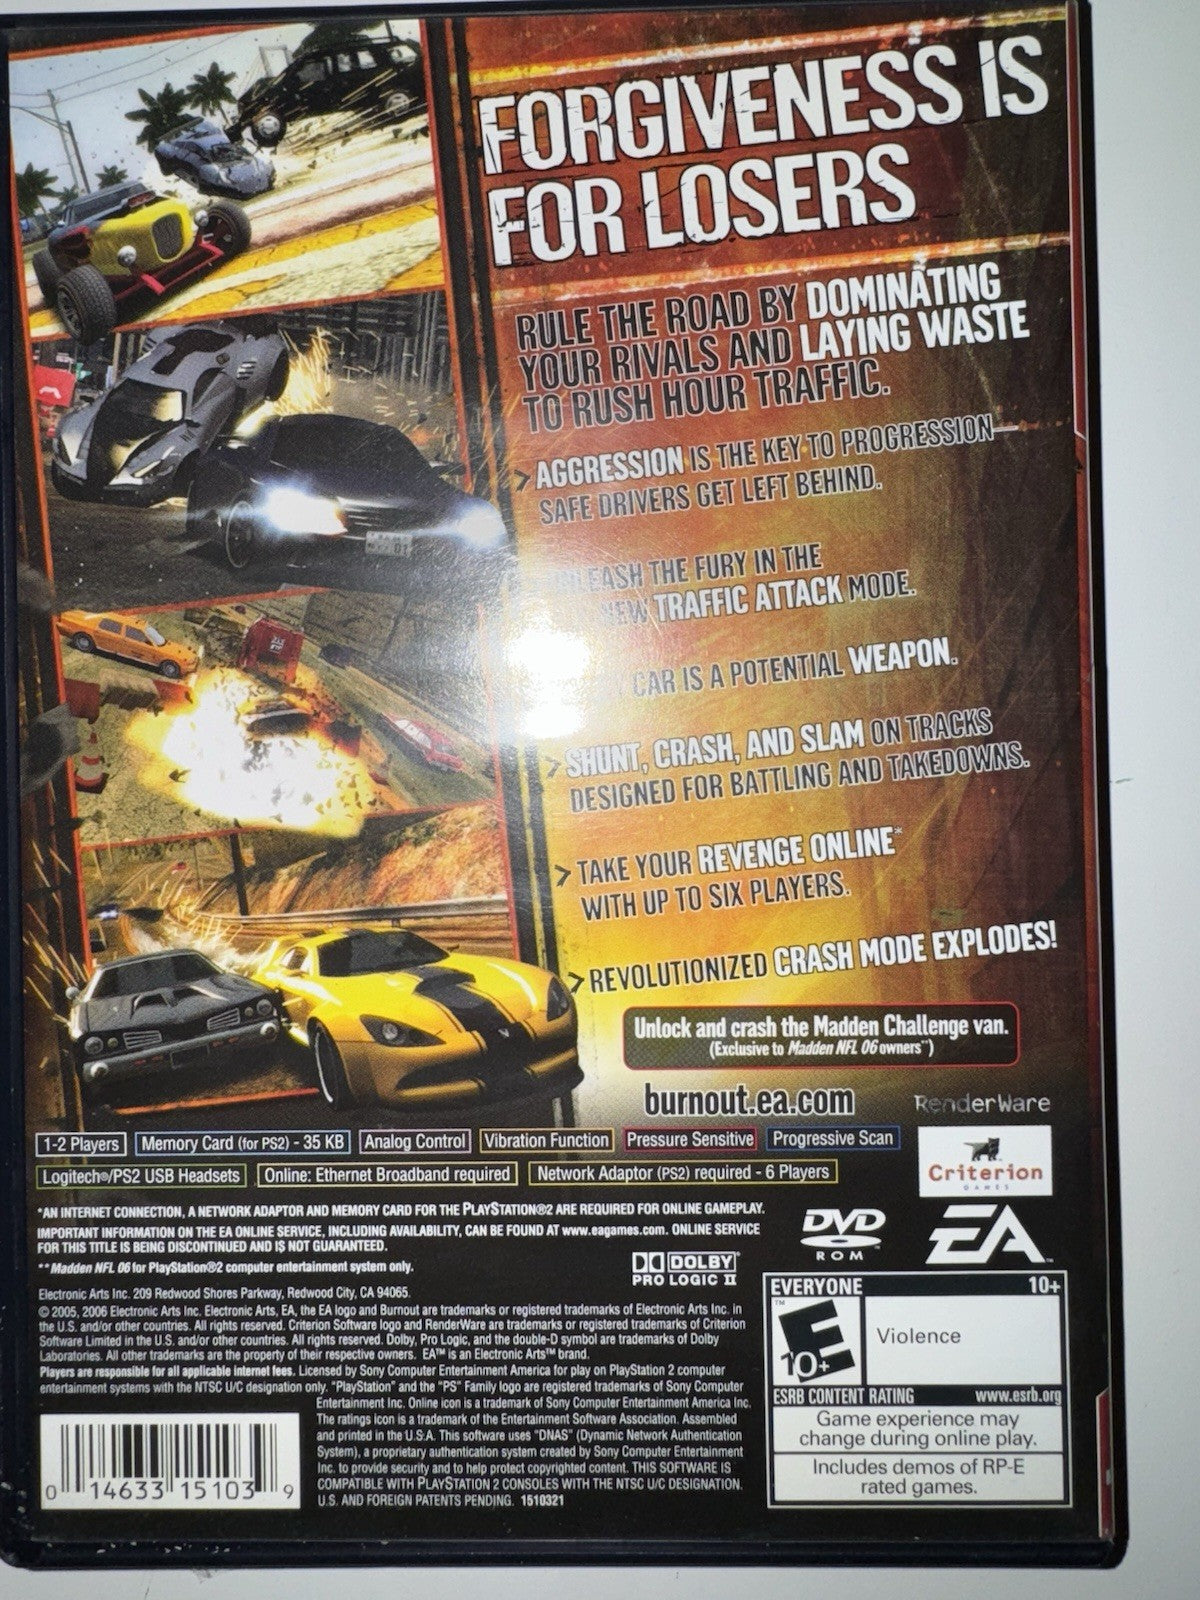 FORGIVENESS IS
FOR LOSERS
RULE THE ROAD BY DOMINATING
YOUR RIVALS AND LAYING WASTE
TO RUSH HOUR TRAFFIC.
> AGGRESSION IS THE KEY TO PROGRESSION—
SAFE DRIVERS GET LEFT BEHIND.
THE FURY IN THE
NEW TRAFFIC ATTACK MODE.
CAR IS A POTENTIAL WEAPON.
> SHUNT, CRASH, AND SLAM ON TRACKS
DESIGNED FOR BATTLING AND TAKEDOWNS.
> TAKE YOUR REVENGE ONLINE*
WITH UP TO SIX PLAYERS.
> REVOLUTIONIZED CRASH MODE EXPLODES!
Unlock and crash the Madden Challenge van.
(Exclusive to Madden NFL 06 owners**)
burnout.ea.com
RenderWare
1-2 Players
Memory Card (for PS2) - 35 KB
Analog Control
Vibration Function
Pressure Sensitive
Progressive Scan
Logitech®/PS2 USB Headsets
Online: Ethernet Broadband required
Network Adaptor (PS2) required - 6 Players
Criterion
GAMES
*AN INTERNET CONNECTION, A NETWORK ADAPTOR AND MEMORY CARD FOR THE PLAYSTATION®2 ARE REQUIRED FOR ONLINE GAMEPLAY.
IMPORTANT INFORMATION ON THE EA ONLINE SERVICE, INCLUDING AVAILABILITY, CAN BE FOUND AT www.eagames.com. ONLINE SERVICE
FOR THIS TITLE IS BEING DISCONTINUED AND IS NOT GUARANTEED.
**Madden NFL 06 for PlayStation®2 computer entertainment system only.
DOLBY
PRO LOGIC II
DVD
ROM
EA™
Electronic Arts Inc. 209 Redwood Shores Parkway, Redwood City, CA 94065.
© 2005, 2006 Electronic Arts Inc. Electronic Arts, EA, the EA logo and Burnout are trademarks or registered trademarks of Electronic Arts Inc. in
the U.S. and/or other countries. All rights reserved. Criterion Software logo and RenderWare are trademarks or registered trademarks of Criterion
Software Limited in the U.S. and/or other countries. All rights reserved. Dolby, Pro Logic, and the double-D symbol are trademarks of Dolby
Laboratories. All other trademarks are the property of their respective owners. EA™ is an Electronic Arts™ brand.
Players are responsible for all applicable internet fees. Licensed by Sony Computer Entertainment America for play on PlayStation 2 computer
entertainment systems with the NTSC U/C designation only. "PlayStation" and the "PS" Family logo are registered trademarks of Sony Computer
Entertainment Inc. Online icon is a trademark of Sony Computer Entertainment America Inc.
The ratings icon is a trademark of the Entertainment Software Association. Assembled
and printed in the U.S.A. This software uses "DNAS" (Dynamic Network Authentication
System), a proprietary authentication system created by Sony Computer Entertainment
Inc. to provide security and to help protect copyrighted content. THIS SOFTWARE IS
COMPATIBLE WITH PLAYSTATION 2 CONSOLES WITH THE NTSC U/C DESIGNATION.
U.S. AND FOREIGN PATENTS PENDING. 1510321
0 14633 15103 9
EVERYONE 10+
™
E
10+
Violence
ESRB CONTENT RATING www.esrb.org
Game experience may
change during online play.
Includes demos of RP-E
rated games.